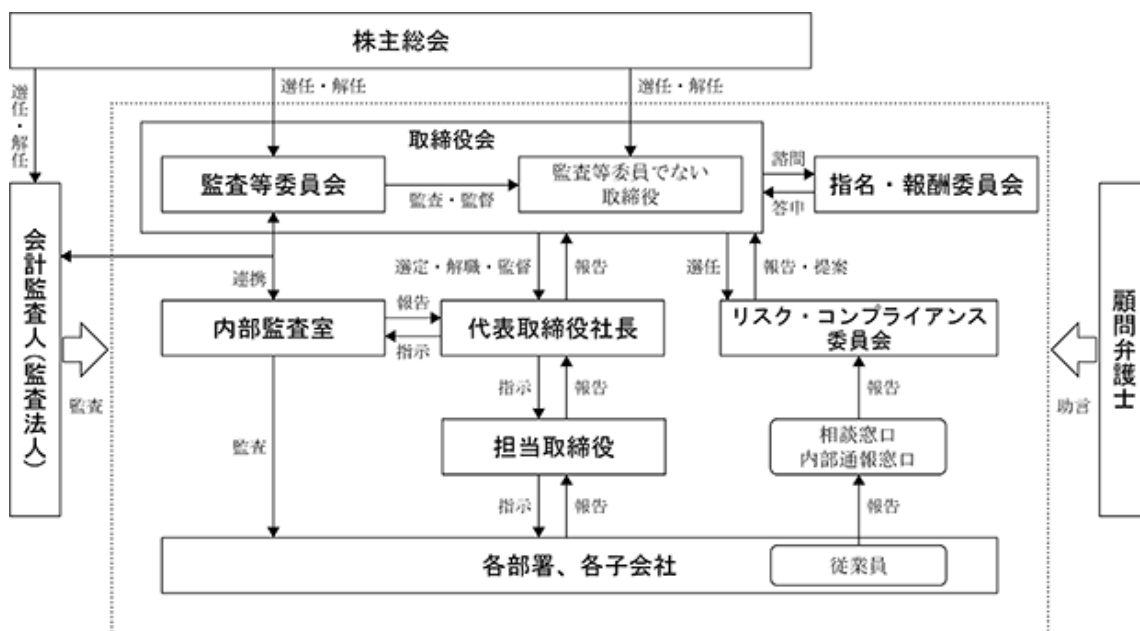 株主総会
選任・解任
選任・解任
選任・解任
取締役会
監査等委員会
監査・監督
監査等委員でない
取締役
諮問
答申
指名・報酬委員会
会計監査人(監査法人)
連携
選定・解職・監督
報告
選任
報告・提案
内部監査室
報告
指示
代表取締役社長
リスク・コンプライアンス
委員会
顧問弁護士
監査
助言
指示
報告
報告
監査
担当取締役
相談窓口
内部通報窓口
指示
報告
報告
各部署、各子会社
従業員